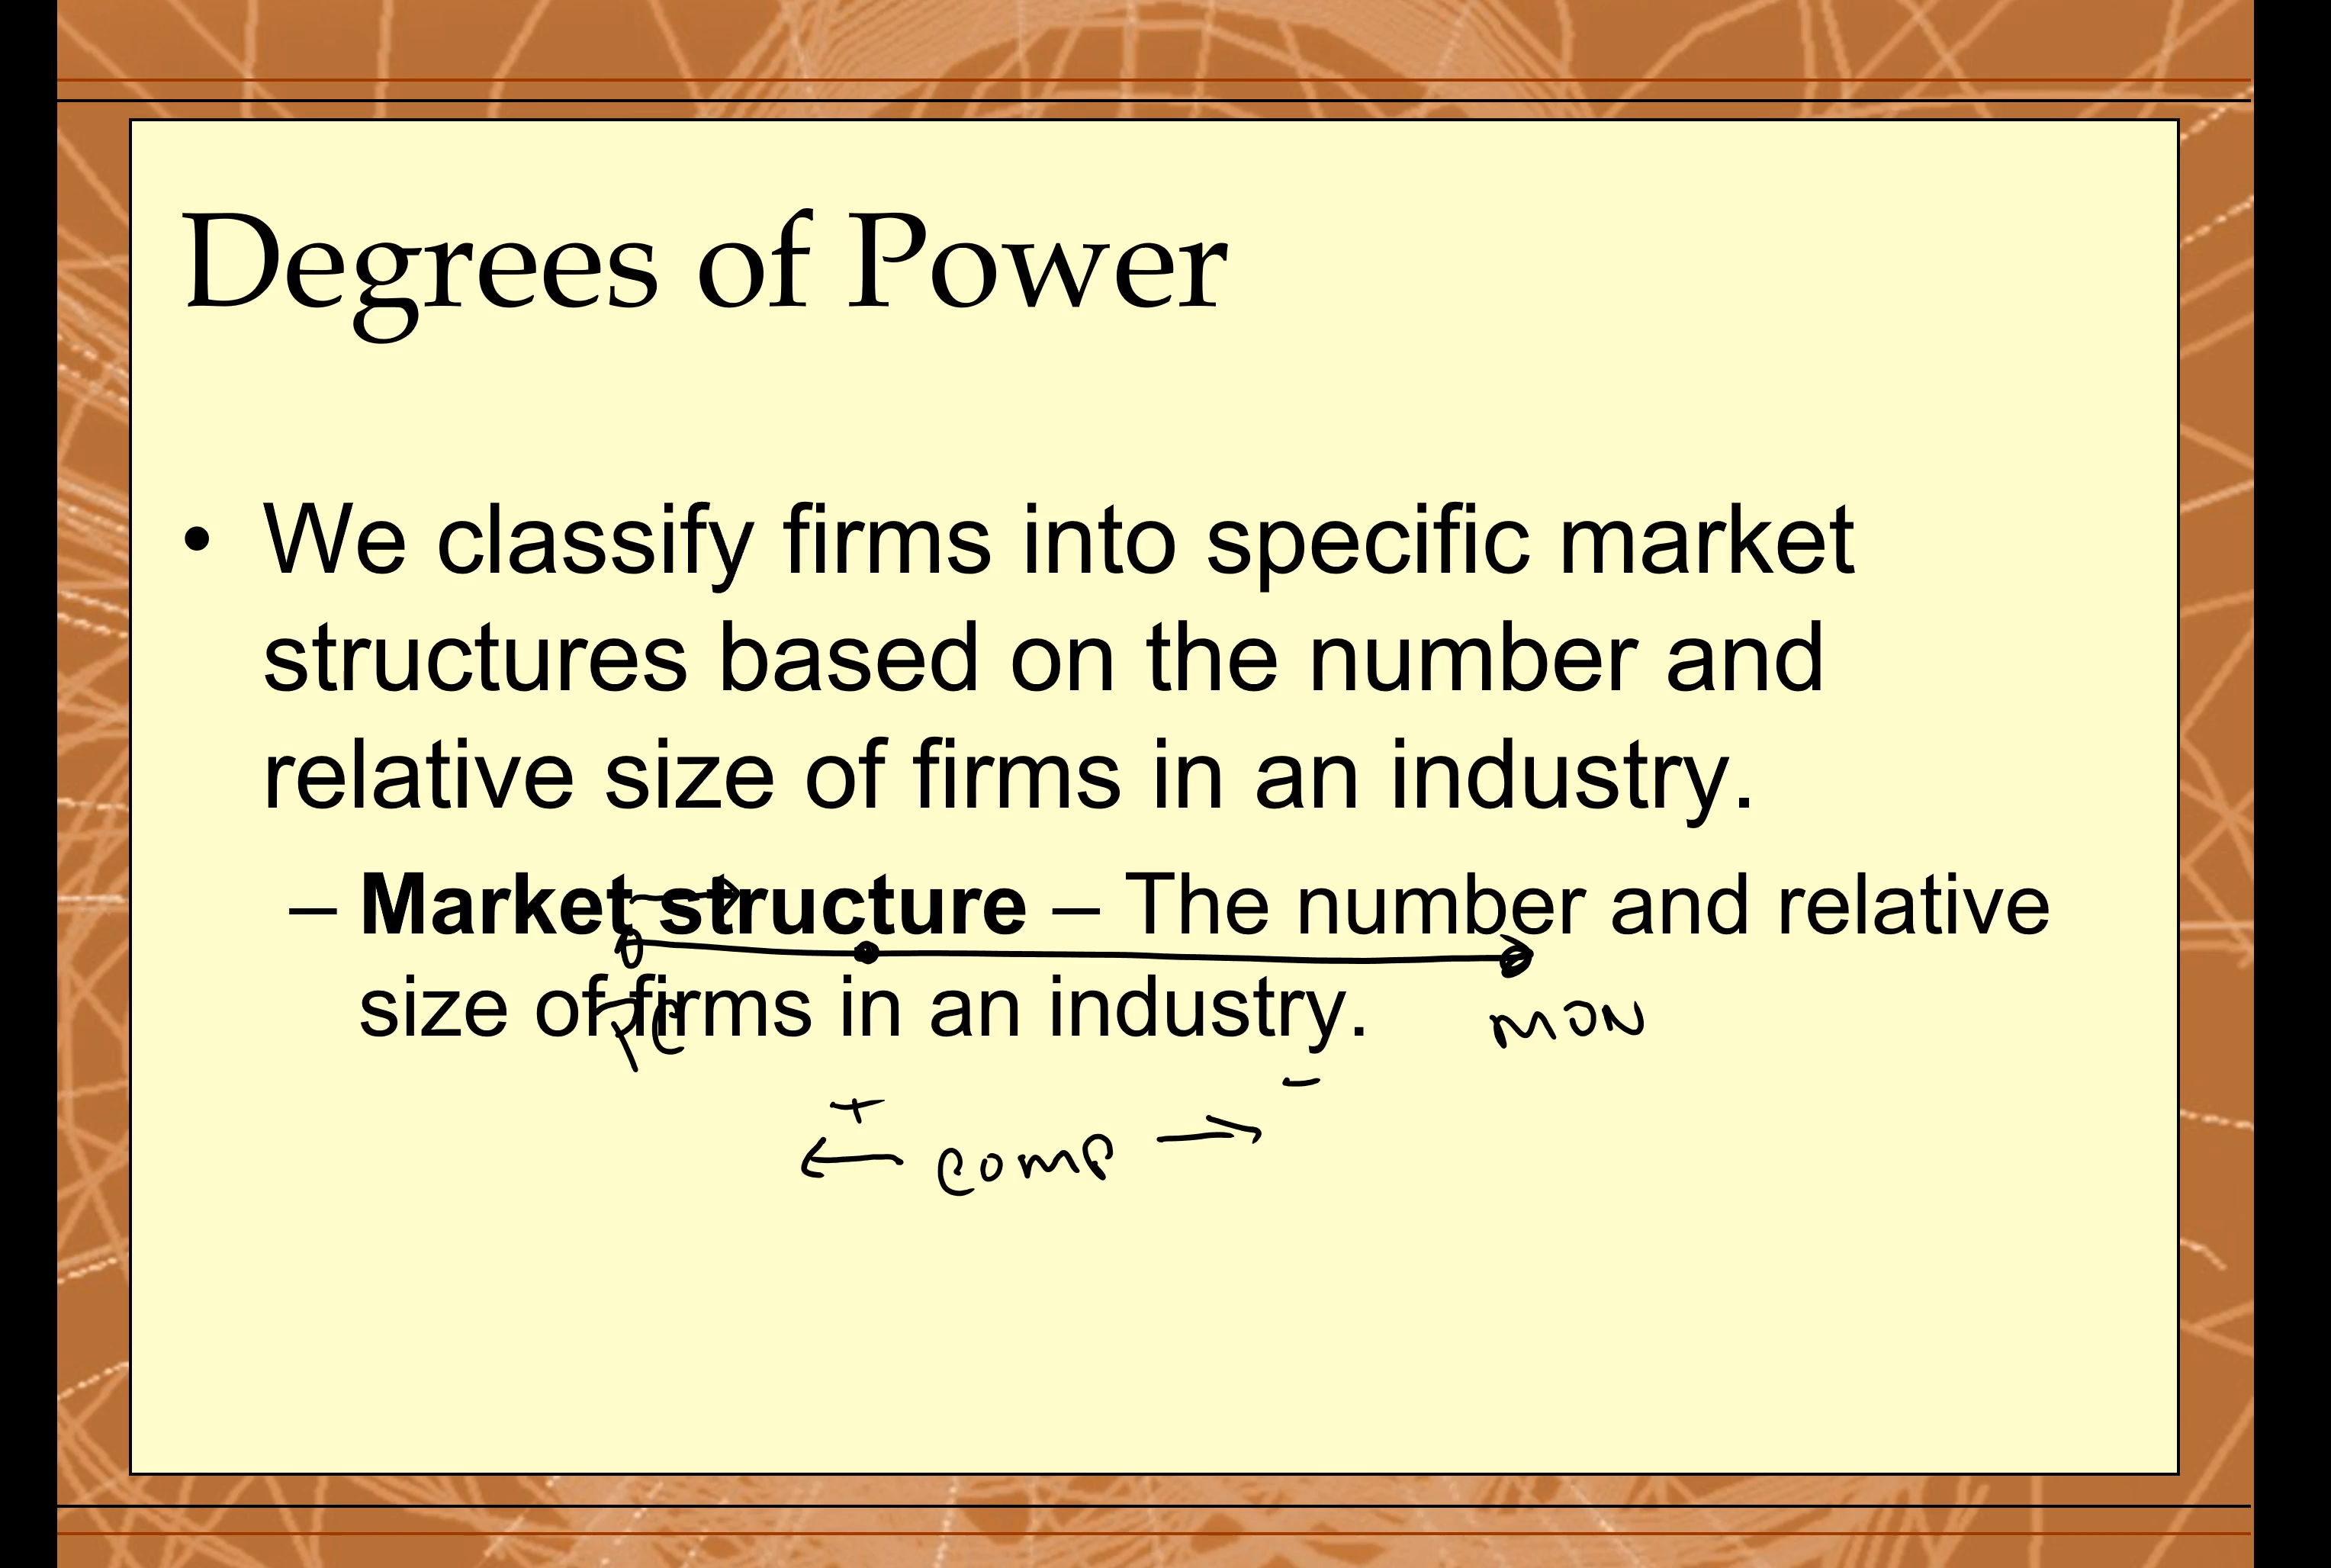 Degrees of Power
• We classify firms into specific market
structures based on the number and
relative size of firms in an industry.
– Market structure – The number and relative
size of firms in an industry.
PC
mon
+
-
← comp →